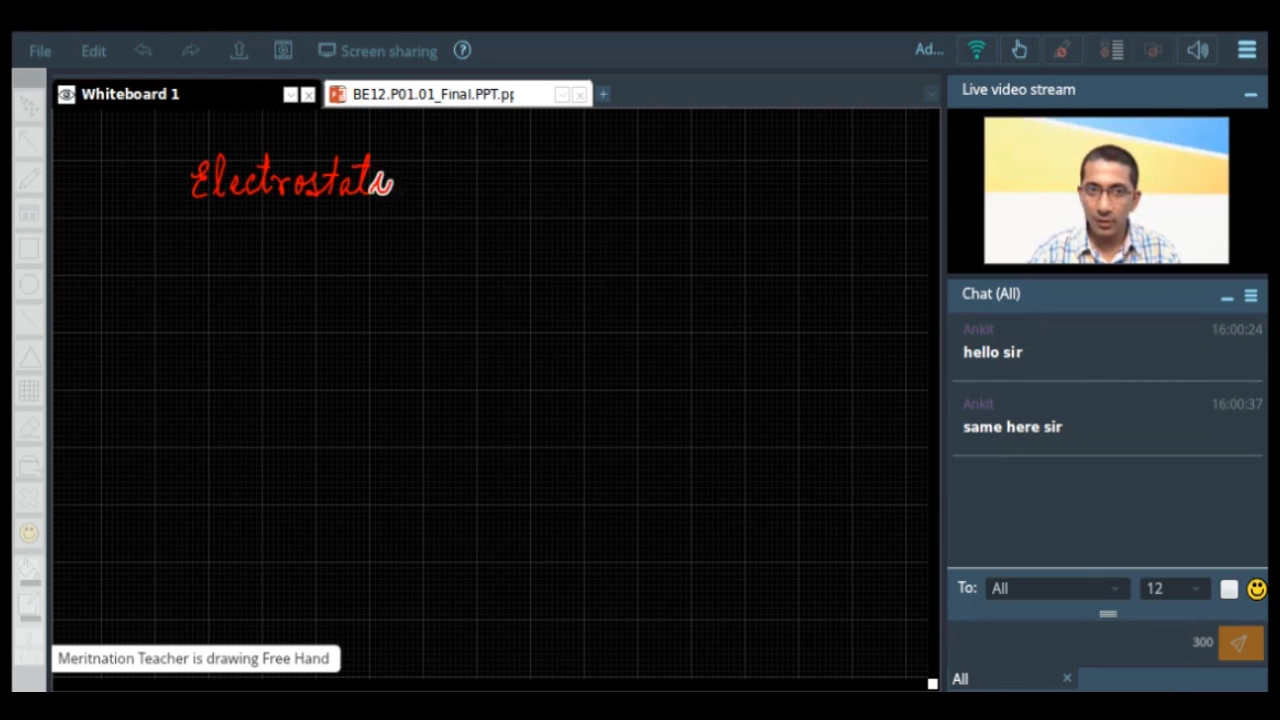 File Edit Screen sharing Ad...
Whiteboard 1 BE12.P01.01_Final.PPT.pp
Live video stream
Electrostati
Chat (All)
Ankit 16:00:24
hello sir
Ankit 16:00:37
same here sir
To: All 12
300
Meritnation Teacher is drawing Free Hand
All